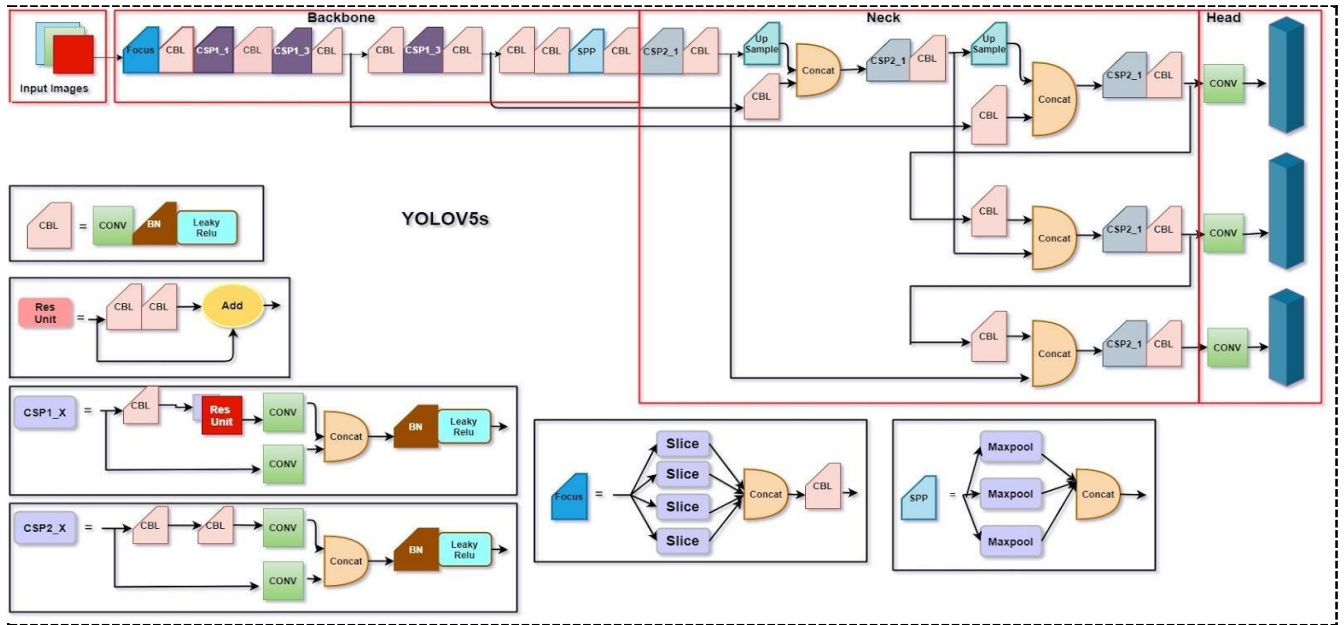 Backbone
Neck
Head
Input Images
Focus
CBL
CSP1_1
CBL
CSP1_3
CBL
CBL
CSP1_3
CBL
CBL
CBL
SPP
CBL
CSP2_1
CBL
Up
Sample
CBL
Concat
CSP2_1
CBL
Up
Sample
CBL
Concat
CSP2_1
CBL
CONV
CBL
Concat
CSP2_1
CBL
CONV
CBL
Concat
CSP2_1
CBL
CONV
YOLOV5s
CBL
=
CONV
BN
Leaky
Relu
Res
Unit
=
CBL
CBL
Add
CSP1_X
=
CBL
Res
Unit
CONV
CONV
Concat
BN
Leaky
Relu
CSP2_X
=
CBL
CBL
CONV
CONV
Concat
BN
Leaky
Relu
Focus
=
Slice
Slice
Slice
Slice
Concat
CBL
SPP
=
Maxpool
Maxpool
Maxpool
Concat